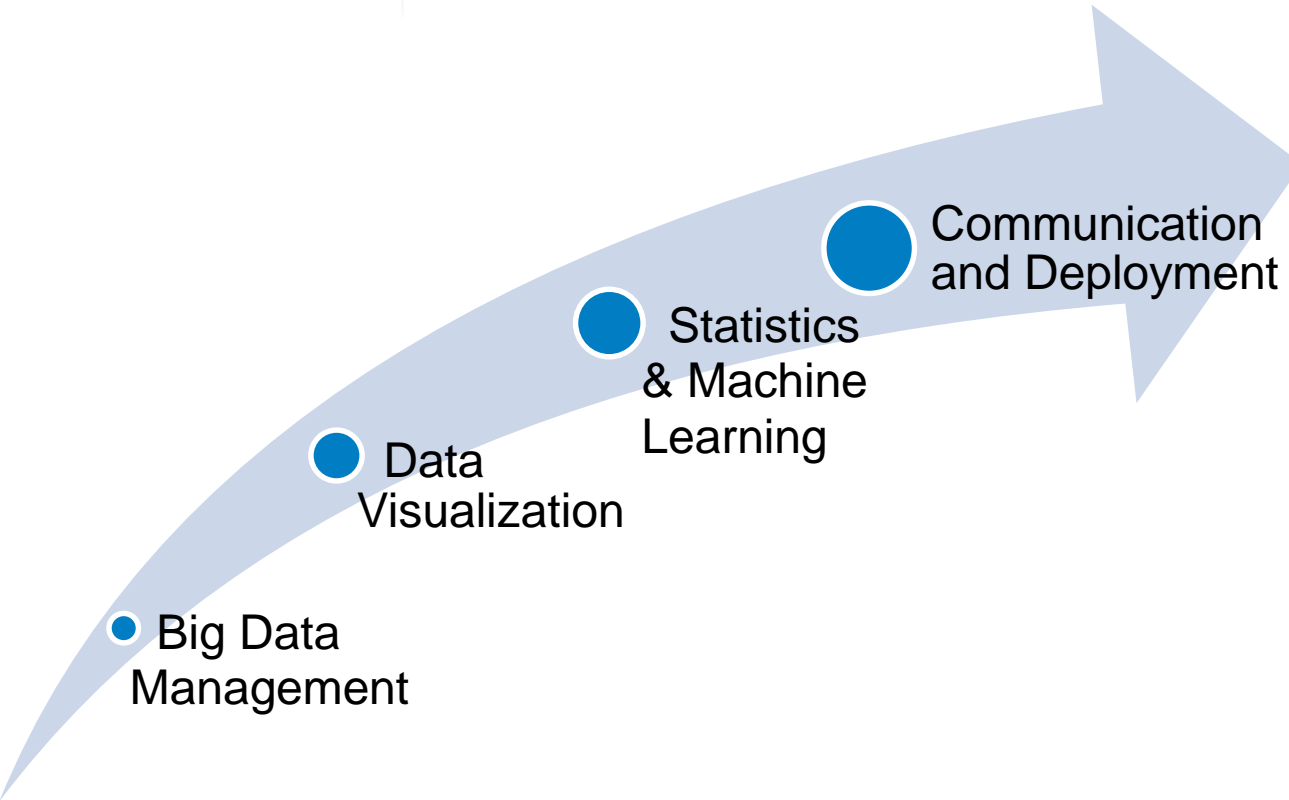 Communication
and Deployment
Statistics
& Machine
Learning
Data
Visualization
Big Data
Management